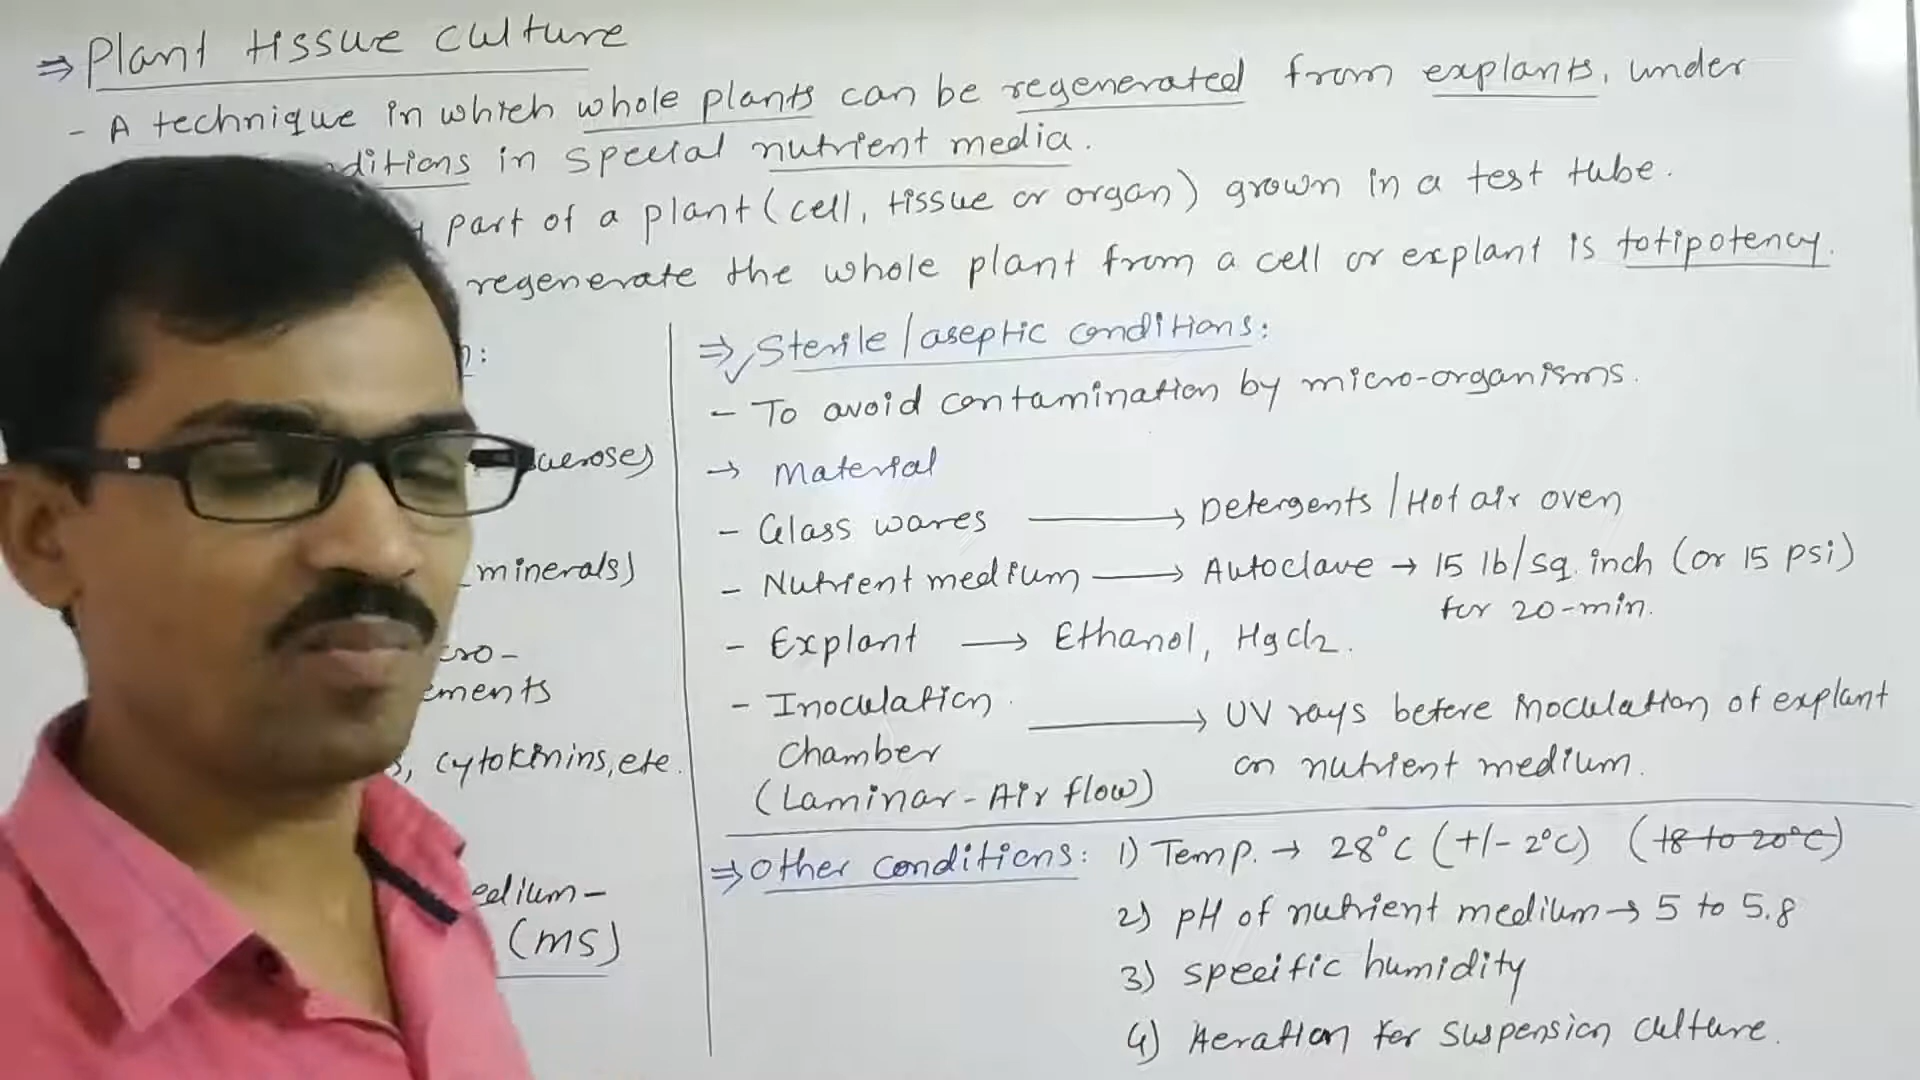 ⇒ Plant tissue culture
- A technique in which whole plants can be regenerated from explants, under
ditions in special nutrient media.
part of a plant (cell, tissue or organ) grown in a test tube.
regenerate the whole plant from a cell or explant is totipotency.
:
ucrose)
minerals)
cro-
ements
s, cytokinins, etc.
edium-
(MS)
⇒ Sterile/aseptic conditions:
- To avoid contamination by micro-organisms.
→ Material
- Glass wares → Detergents/Hot air oven
- Nutrient medium → Autoclave → 15 lb/sq. inch (or 15 psi)
for 20-min.
- Explant → Ethanol, HgCl2.
- Inoculation
chamber
(Laminar-Air flow)
→ UV rays before inoculation of explant
on nutrient medium.
⇒ Other conditions: 1) Temp. → 28°C (+/- 2°C) (18 to 20°C)
2) pH of nutrient medium → 5 to 5.8
3) specific humidity
4) Aeration for suspension culture.